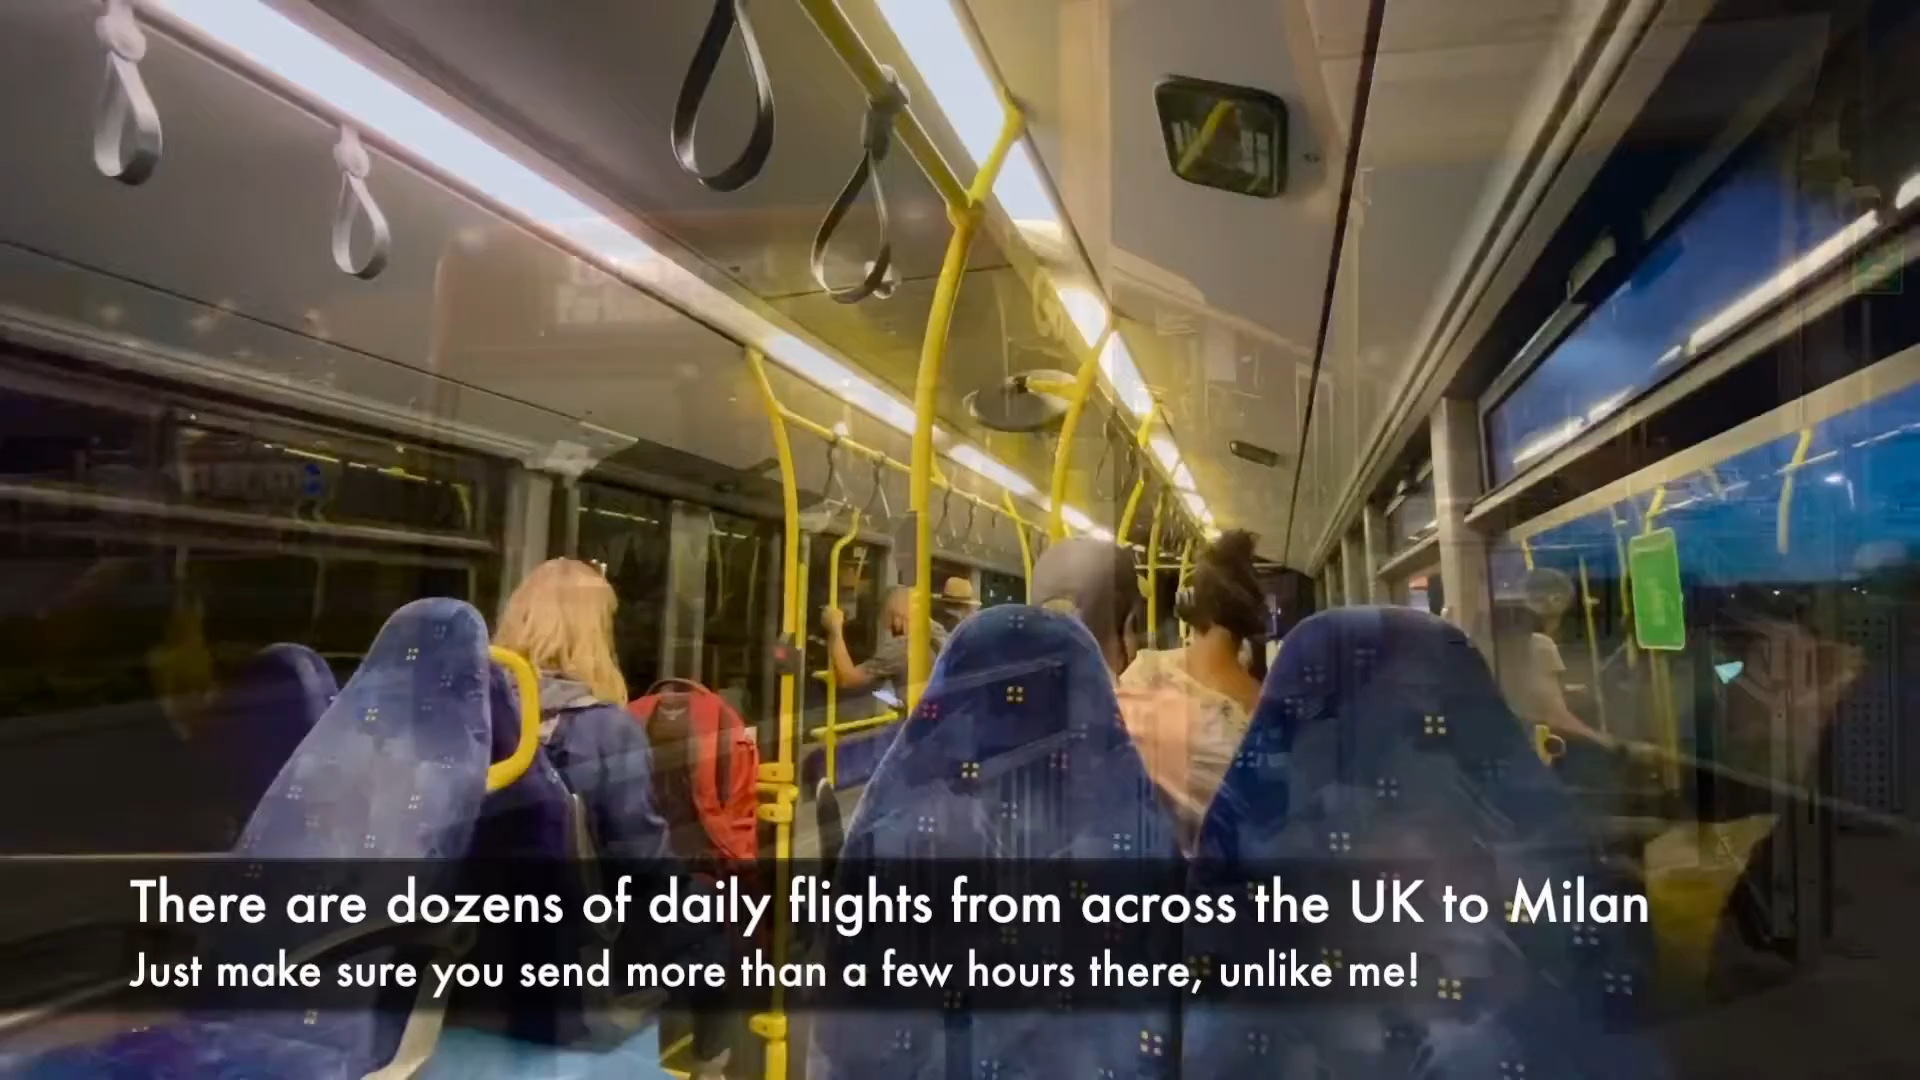 There are dozens of daily flights from across the UK to Milan
Just make sure you send more than a few hours there, unlike me!